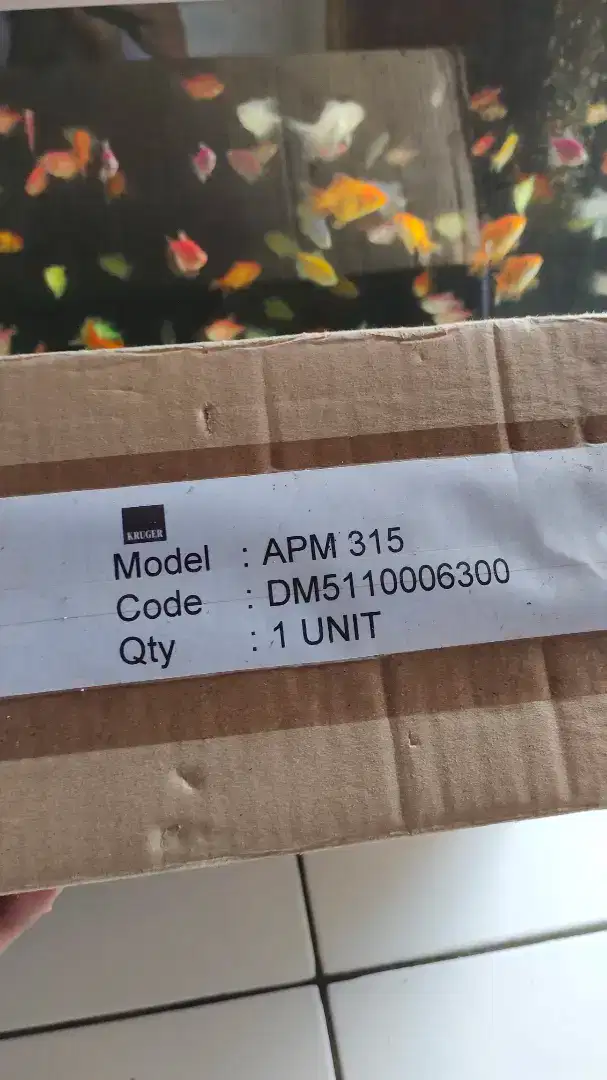 KRUGER
Model : APM 315
Code : DM5110006300
Qty : 1 UNIT